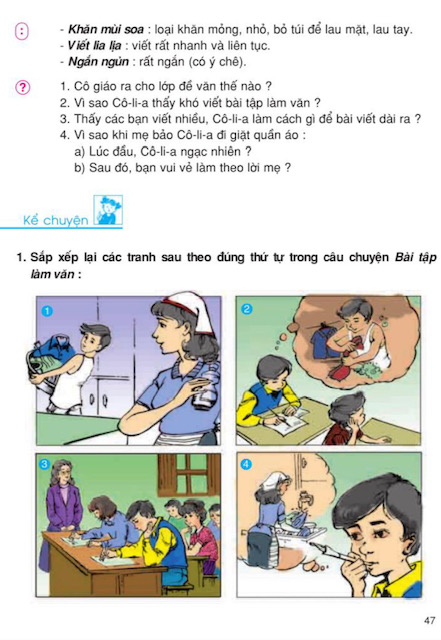 : - Khăn mùi soa : loại khăn mỏng, nhỏ, bỏ túi để lau mặt, lau tay.
- Viết lia lịa : viết rất nhanh và liên tục.
- Ngắn ngủn : rất ngắn (có ý chê).
? 1. Cô giáo ra cho lớp đề văn thế nào ?
2. Vì sao Cô-li-a thấy khó viết bài tập làm văn ?
3. Thấy các bạn viết nhiều, Cô-li-a làm cách gì để bài viết dài ra ?
4. Vì sao khi mẹ bảo Cô-li-a đi giặt quần áo :
a) Lúc đầu, Cô-li-a ngạc nhiên ?
b) Sau đó, bạn vui vẻ làm theo lời mẹ ?
Kể chuyện
1. Sắp xếp lại các tranh sau theo đúng thứ tự trong câu chuyện Bài tập
làm văn :
1
2
3
4
47